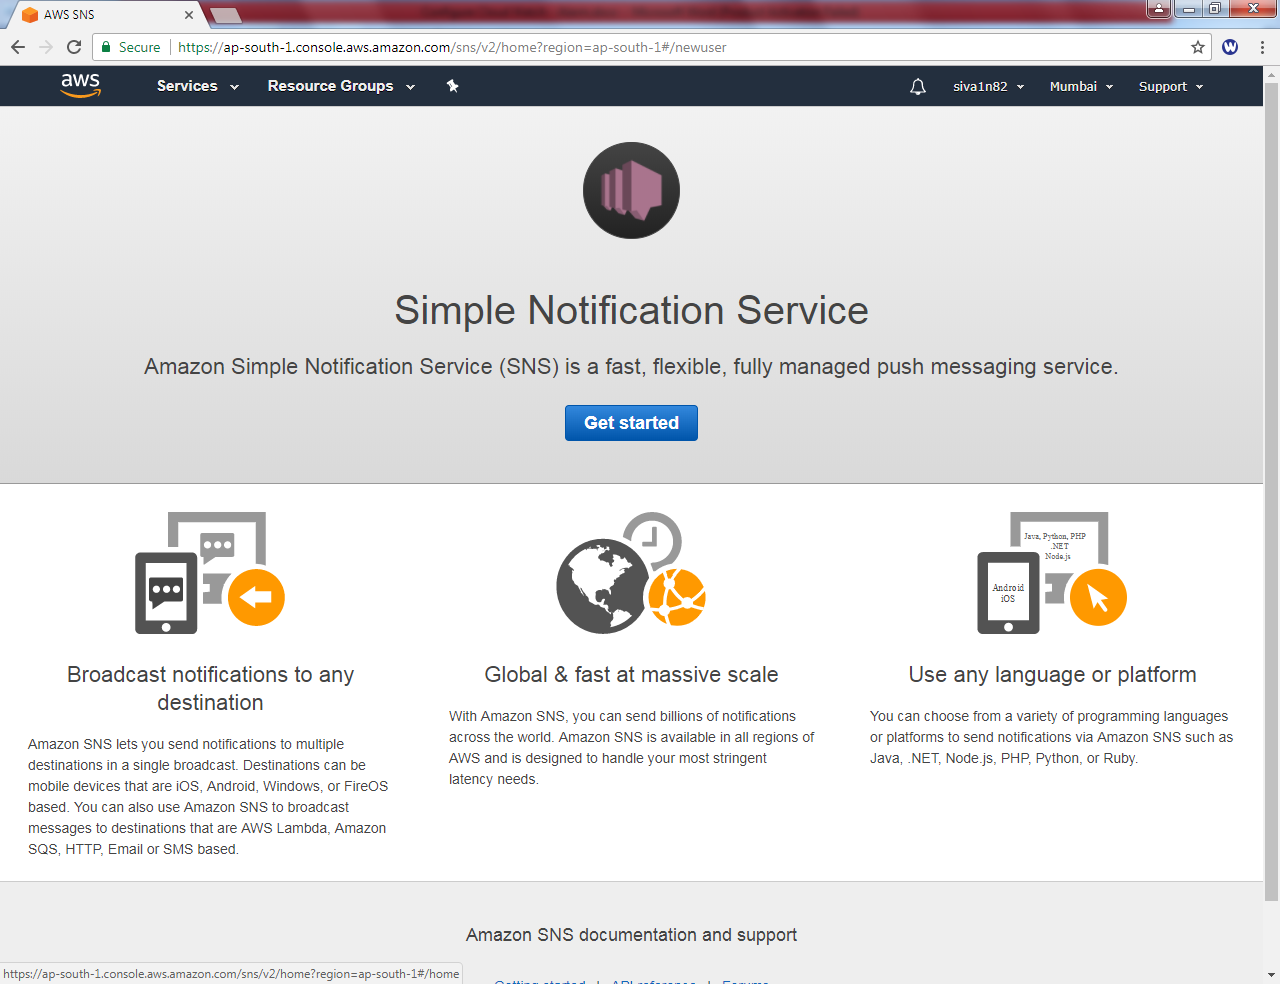 AWS SNS
Secure
https://ap-south-1.console.aws.amazon.com/sns/v2/home?region=ap-south-1#/newuser
W
aws
Services
Resource Groups
siva1n82
Mumbai
Support
Simple Notification Service
Amazon Simple Notification Service (SNS) is a fast, flexible, fully managed push messaging service.
Get started
Java, Python, PHP
.NET
Node.js
Android
iOS
Broadcast notifications to any
destination
Amazon SNS lets you send notifications to multiple
destinations in a single broadcast. Destinations can be
mobile devices that are iOS, Android, Windows, or FireOS
based. You can also use Amazon SNS to broadcast
messages to destinations that are AWS Lambda, Amazon
SQS, HTTP, Email or SMS based.
Global & fast at massive scale
With Amazon SNS, you can send billions of notifications
across the world. Amazon SNS is available in all regions of
AWS and is designed to handle your most stringent
latency needs.
Use any language or platform
You can choose from a variety of programming languages
or platforms to send notifications via Amazon SNS such as
Java, .NET, Node.js, PHP, Python, or Ruby.
Amazon SNS documentation and support
Getting started | API reference | Forums
https://ap-south-1.console.aws.amazon.com/sns/v2/home?region=ap-south-1#/home